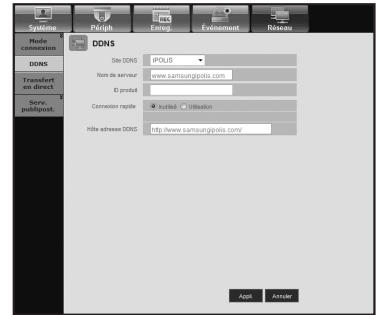 Système Périph Enreg. Événement Réseau
Mode
connexion
DDNS
Transfert
en direct
Serv.
publipost.
DDNS
Site DDNS IPOLIS
Nom de serveur www.samsungipolis.com
ID produit
Connexion rapide Inutilisé Utilisation
Hôte adresse DDNS http://www.samsungipolis.com/
Appl. Annuler